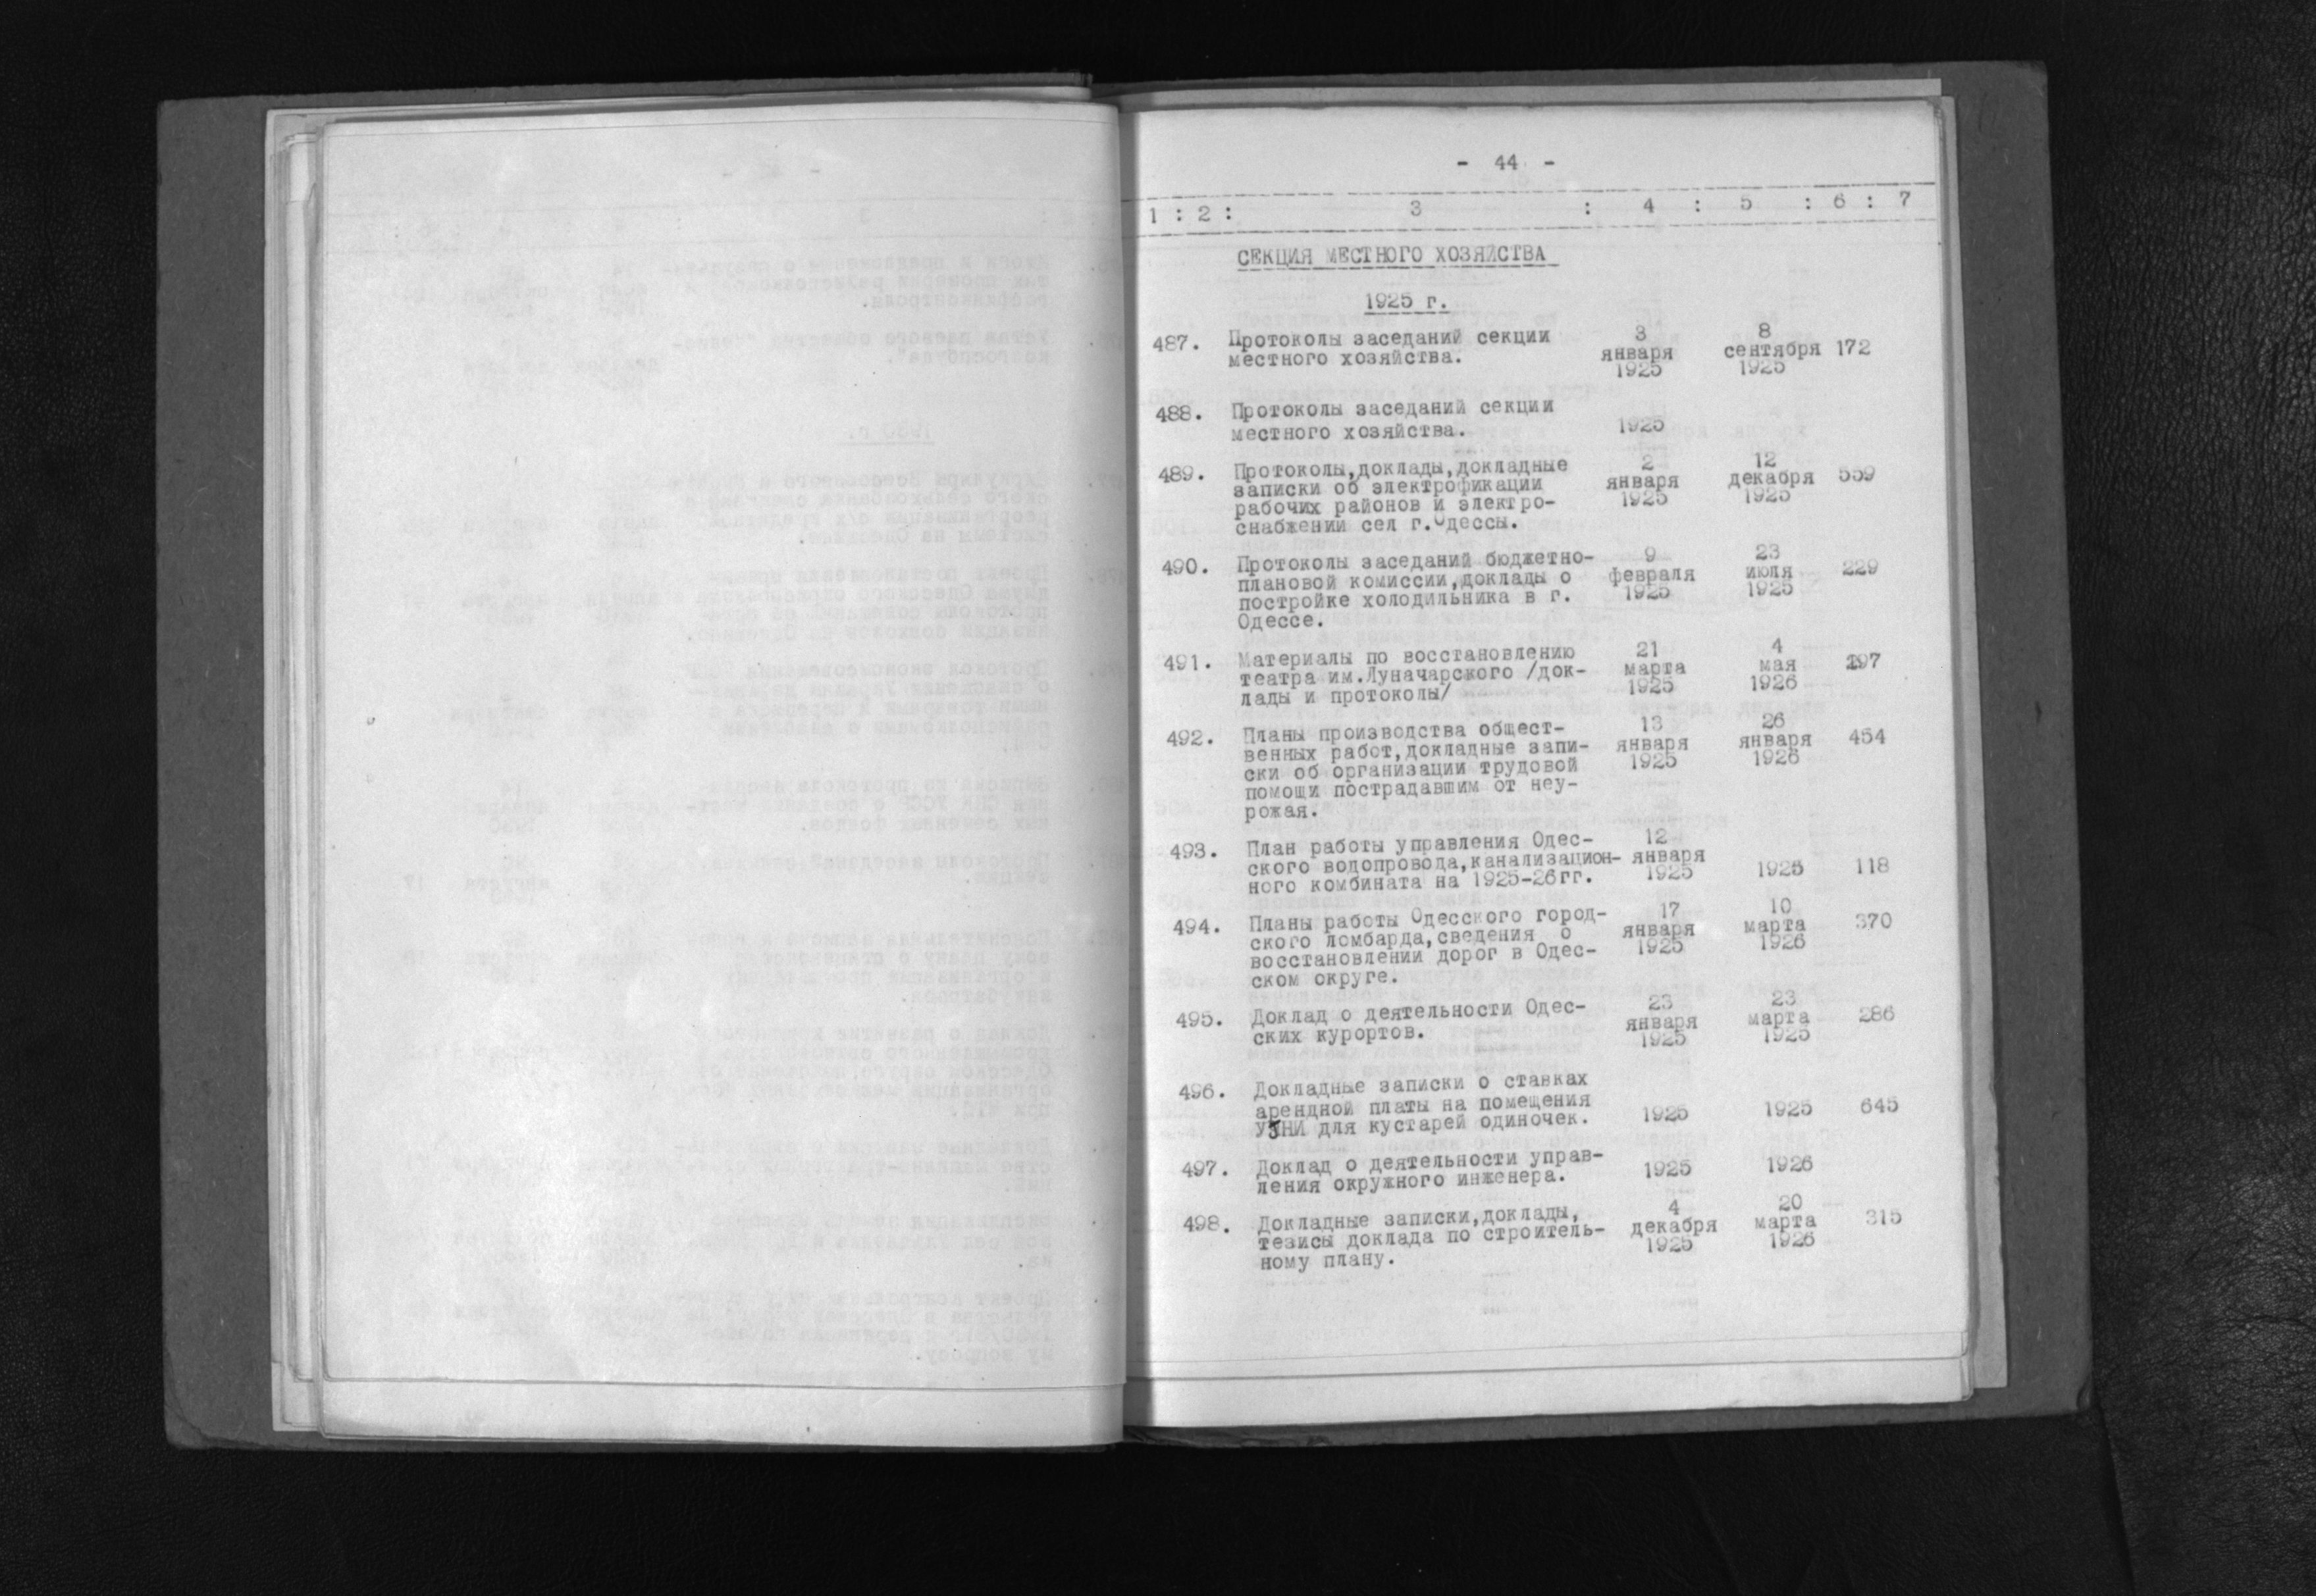 - 44 -
1 : 2 : 3 : 4 : 5 : 6 : 7
СЕКЦИЯ МЕСТНОГО ХОЗЯЙСТВА
1925 г.
487. Протоколы заседаний секции 3 8
местного хозяйства. января сентября 172
1925 1925
488. Протоколы заседаний секции
местного хозяйства. 1925
489. Протоколы,доклады,докладные 2 12
записки об электрофикации января декабря 559
рабочих районов и электро- 1925 1925
снабжении сел г.Одессы.
490. Протоколы заседаний бюджетно- 9 23
плановой комиссии,доклады о февраля июля 229
постройке холодильника в г. 1925 1925
Одессе.
491. Материалы по восстановлению 21 4
театра им.Луначарского /док- марта мая 197
лады и протоколы/ 1925 1926
492. Планы производства общест- 13 26
венных работ,докладные запи- января января 454
ски об организации трудовой 1925 1926
помощи пострадавшим от неу-
рожая.
493. План работы управления Одес- 12
ского водопровода,канализацион- января
ного комбината на 1925-26гг. 1925 1925 118
494. Планы работы Одесского город- 17 10
ского ломбарда,сведения о января марта 370
восстановлении дорог в Одес- 1925 1926
ском округе.
495. Доклад о деятельности Одес- 23 23
ских курортов. января марта 286
1925 1925
496. Докладные записки о ставках
арендной платы на помещения 1925 1925 645
для кустарей одиночек.
497. Доклад о деятельности управ- 1925 1926
ления окружного инженера.
498. Докладные записки,доклады, 4 20
тезисы доклада по строитель- декабря марта 315
ному плану. 1925 1926